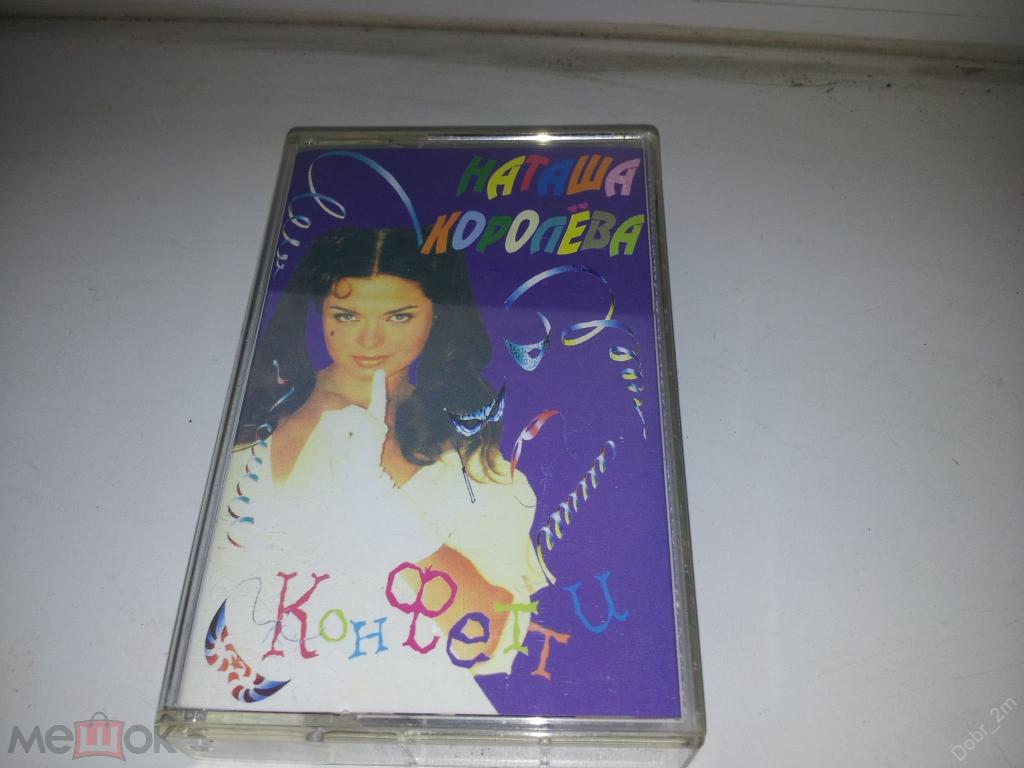 НАТАША
КОРОЛЁВА
Конфетти
мешок
Dobr_2m